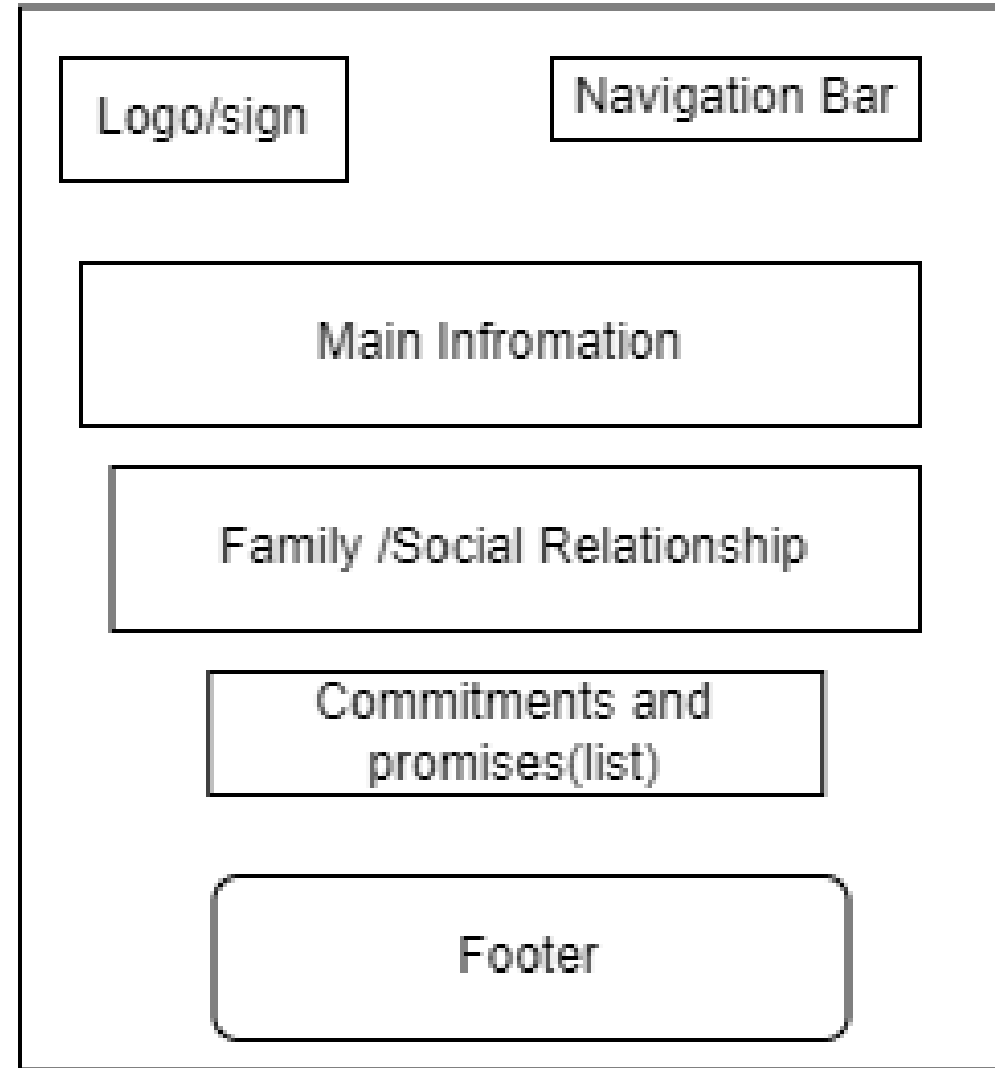 Logo/sign
Navigation Bar
Main Infromation
Family /Social Relationship
Commitments and
promises(list)
Footer